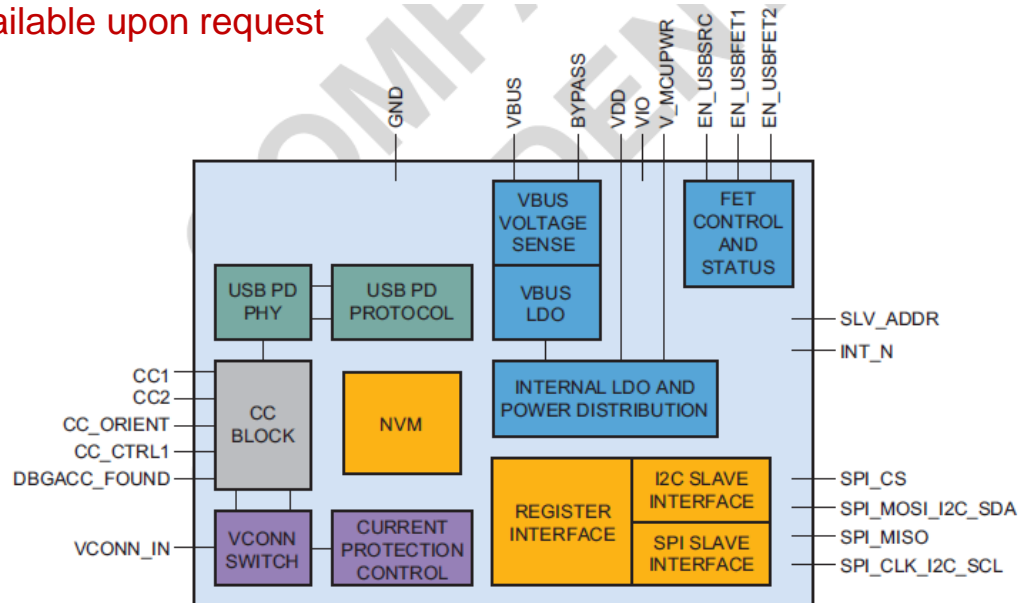 ailable upon request
GND
VBUS
BYPASS
VDD
VIO
V_MCUPWR
EN_USBSRC
EN_USBFET1
EN_USBFET2
VBUS
VOLTAGE
SENSE
FET
CONTROL
AND
STATUS
USB PD
PHY
USB PD
PROTOCOL
VBUS
LDO
SLV_ADDR
INT_N
CC1
CC2
CC_ORIENT
CC_CTRL1
DBGACC_FOUND
CC
BLOCK
NVM
INTERNAL LDO AND
POWER DISTRIBUTION
REGISTER
INTERFACE
I2C SLAVE
INTERFACE
SPI SLAVE
INTERFACE
SPI_CS
SPI_MOSI_I2C_SDA
SPI_MISO
SPI_CLK_I2C_SCL
VCONN_IN
VCONN
SWITCH
CURRENT
PROTECTION
CONTROL